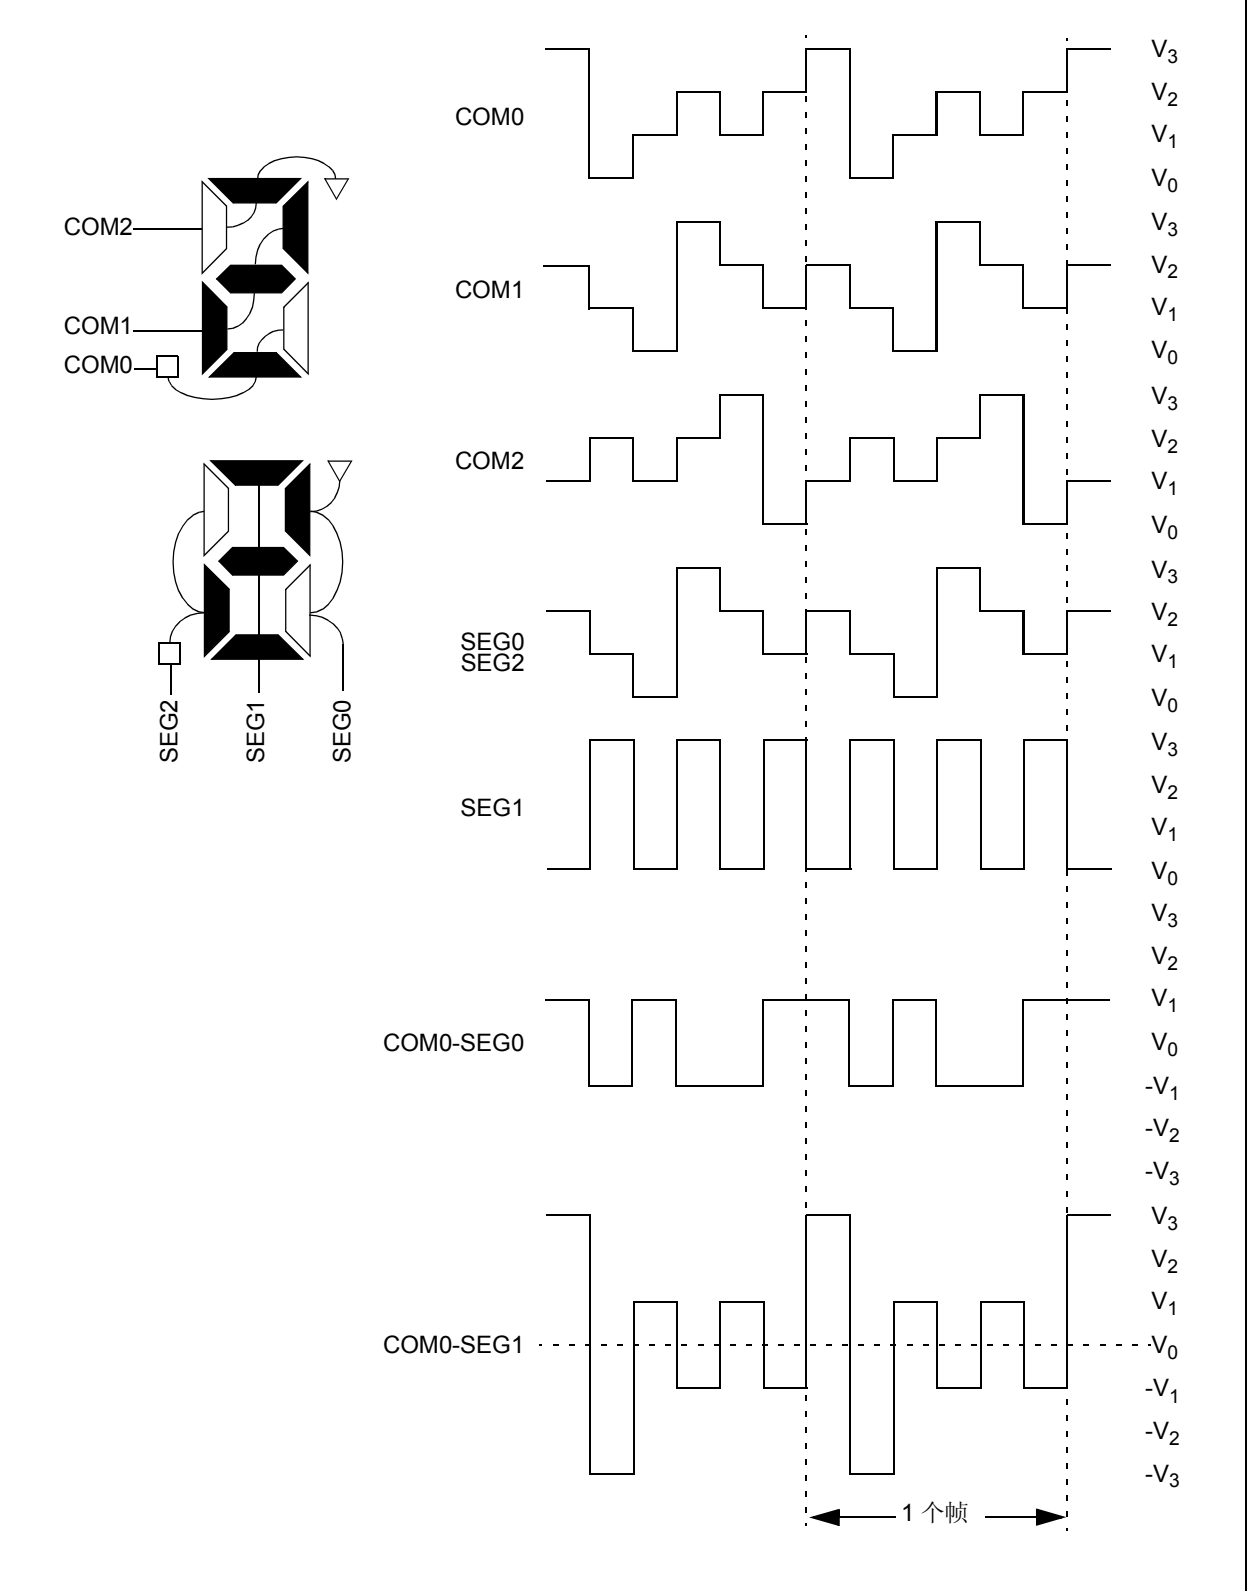 COM0
V3
V2
V1
V0
COM2
COM1
COM0
COM1
V3
V2
V1
V0
COM2
V3
V2
V1
V0
SEG0
SEG2
V3
V2
V1
V0
SEG2
SEG1
SEG0
SEG1
V3
V2
V1
V0
COM0-SEG0
V3
V2
V1
V0
-V1
-V2
-V3
COM0-SEG1
V3
V2
V1
V0
-V1
-V2
-V3
1 个帧